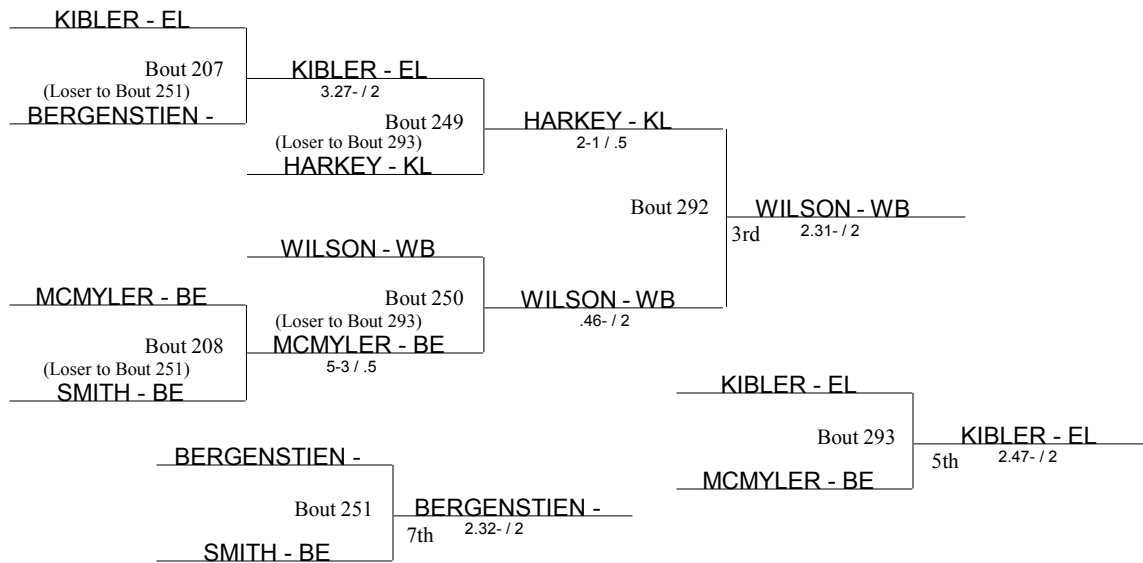 KIBLER - EL
Bout 207
(Loser to Bout 251)
BERGENSTIEN -
KIBLER - EL
3.27- / 2
Bout 249
(Loser to Bout 293)
HARKEY - KL
HARKEY - KL
2-1 / .5
Bout 292
WILSON - WB
3rd
2.31- / 2
WILSON - WB
MCMYLER - BE
Bout 250
(Loser to Bout 293)
WILSON - WB
.46- / 2
Bout 208
(Loser to Bout 251)
MCMYLER - BE
5-3 / .5
SMITH - BE
KIBLER - EL
Bout 293
KIBLER - EL
5th
2.47- / 2
MCMYLER - BE
BERGENSTIEN -
Bout 251
BERGENSTIEN -
7th
2.32- / 2
SMITH - BE